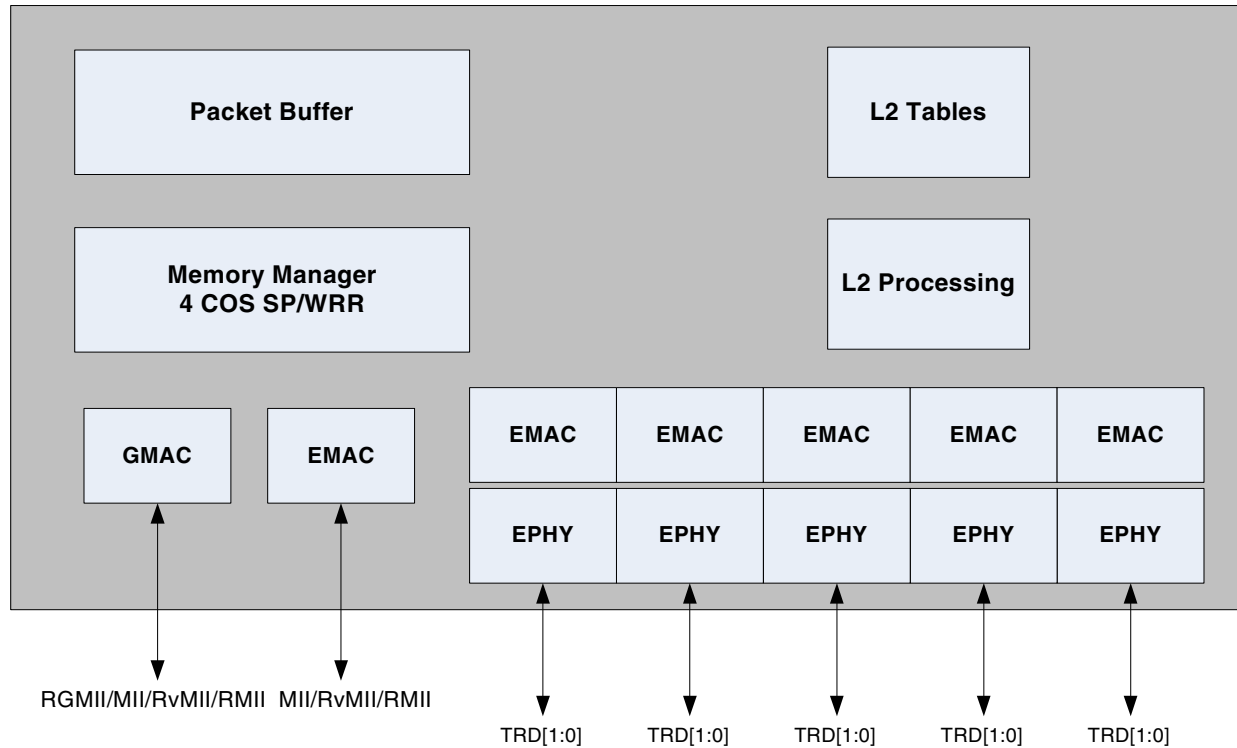 Packet Buffer
L2 Tables
Memory Manager
4 COS SP/WRR
L2 Processing
GMAC
EMAC
EMAC
EMAC
EMAC
EMAC
EMAC
EPHY
EPHY
EPHY
EPHY
EPHY
RGMII/MII/RvMII/RMII
MII/RvMII/RMII
TRD[1:0]
TRD[1:0]
TRD[1:0]
TRD[1:0]
TRD[1:0]